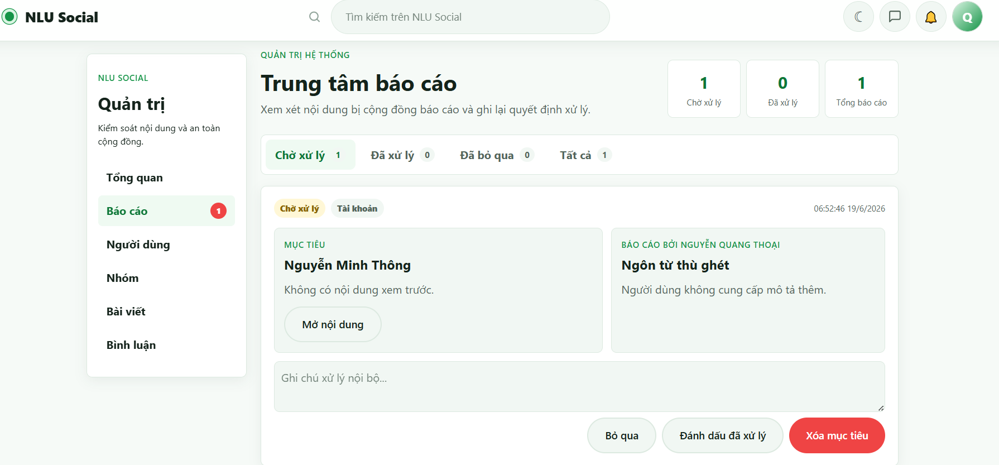 NLU Social
Tìm kiếm trên NLU Social
Q
NLU SOCIAL
Quản trị
Kiểm soát nội dung và an toàn
cộng đồng.
Tổng quan
Báo cáo 1
Người dùng
Nhóm
Bài viết
Bình luận
QUẢN TRỊ HỆ THỐNG
Trung tâm báo cáo
Xem xét nội dung bị cộng đồng báo cáo và ghi lại quyết định xử lý.
1
Chờ xử lý
0
Đã xử lý
1
Tổng báo cáo
Chờ xử lý 1 Đã xử lý 0 Đã bỏ qua 0 Tất cả 1
Chờ xử lý Tài khoản 06:52:46 19/6/2026
MỤC TIÊU
Nguyễn Minh Thông
Không có nội dung xem trước.
Mở nội dung
BÁO CÁO BỞI NGUYỄN QUANG THOẠI
Ngôn từ thù ghét
Người dùng không cung cấp mô tả thêm.
Ghi chú xử lý nội bộ...
Bỏ qua Đánh dấu đã xử lý Xóa mục tiêu